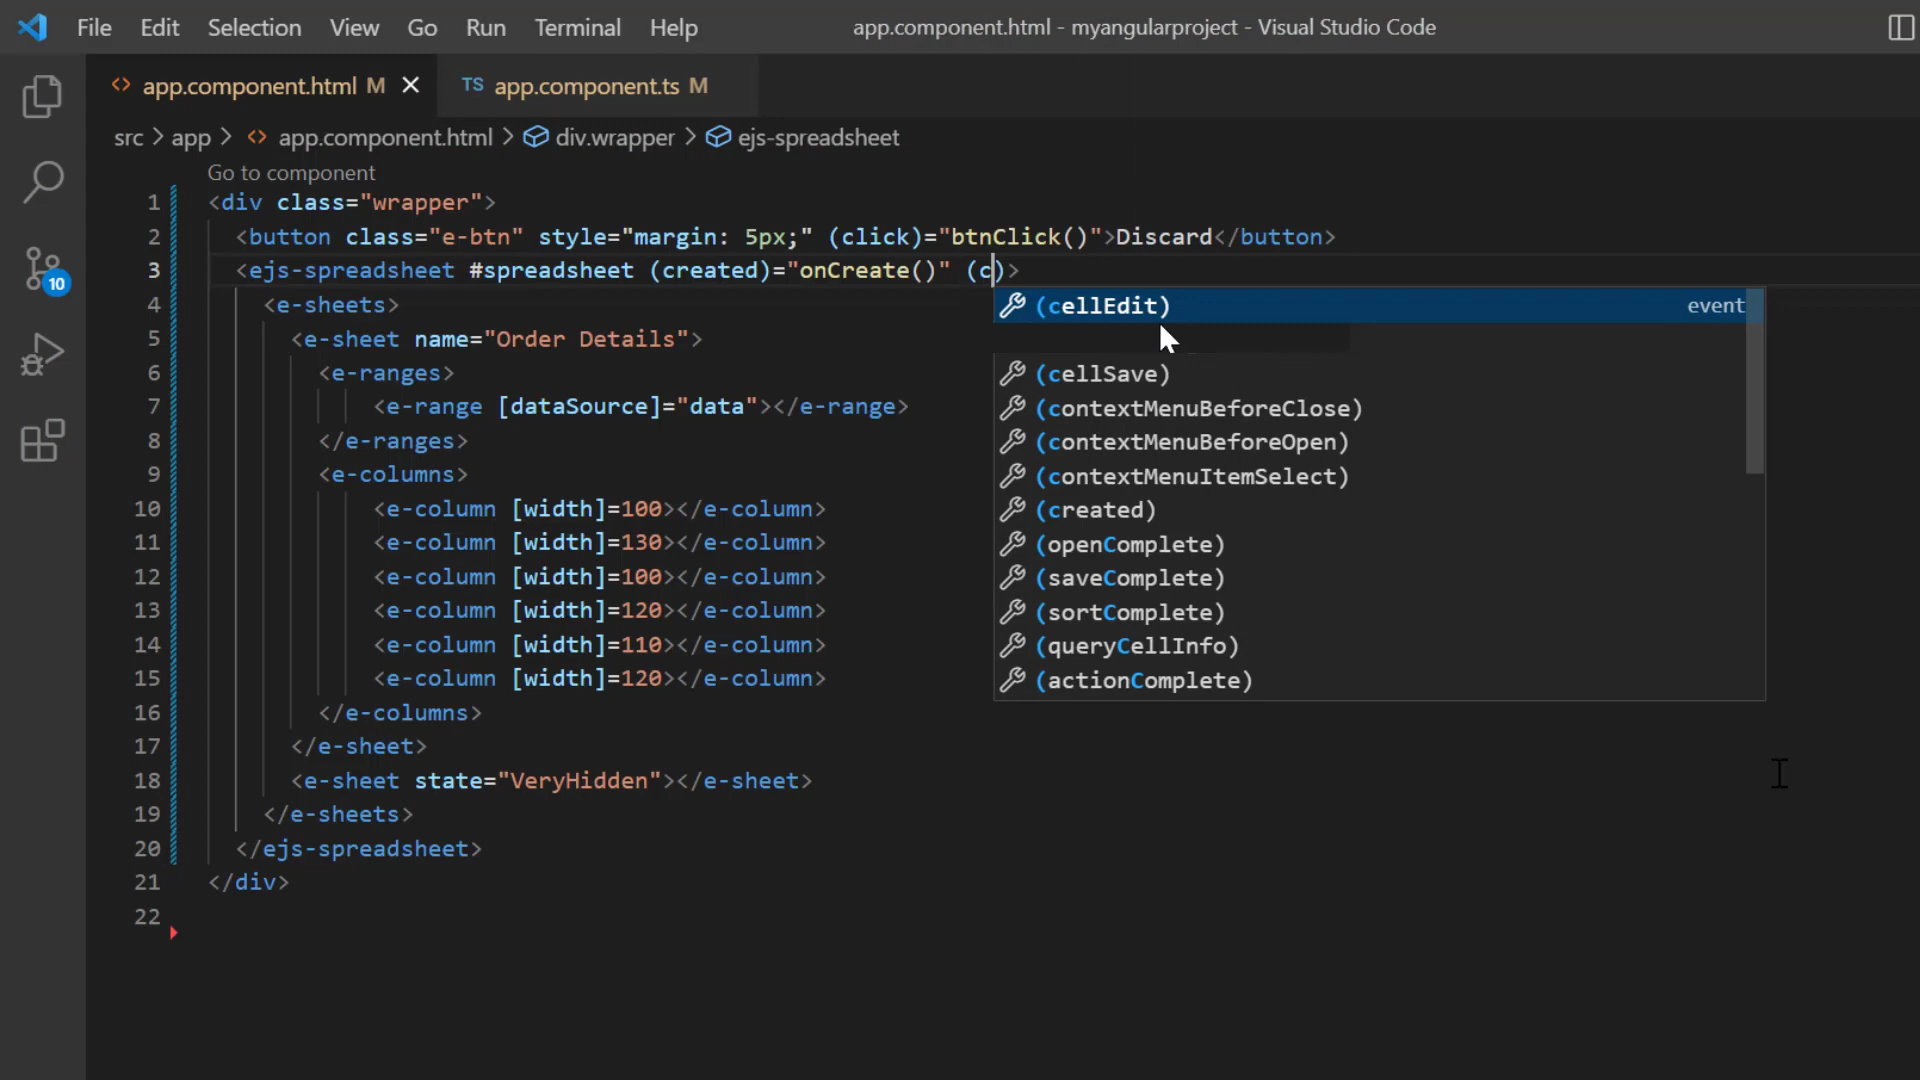 File Edit Selection View Go Run Terminal Help app.component.html - myangularproject - Visual Studio Code
<> app.component.html M TS app.component.ts M
src > app > <> app.component.html > div.wrapper > ejs-spreadsheet
Go to component
1 <div class="wrapper">
2 <button class="e-btn" style="margin: 5px;" (click)="btnClick()">Discard</button>
3 <ejs-spreadsheet #spreadsheet (created)="onCreate()" (c)>
4 <e-sheets>
(cellEdit) event
5 <e-sheet name="Order Details">
6 <e-ranges>
(cellSave)
7 <e-range [dataSource]="data"></e-range>
(contextMenuBeforeClose)
8 </e-ranges>
(contextMenuBeforeOpen)
9 <e-columns>
(contextMenuItemSelect)
10 <e-column [width]=100></e-column>
(created)
11 <e-column [width]=130></e-column>
(openComplete)
12 <e-column [width]=100></e-column>
(saveComplete)
13 <e-column [width]=120></e-column>
(sortComplete)
14 <e-column [width]=110></e-column>
(queryCellInfo)
15 <e-column [width]=120></e-column>
(actionComplete)
16 </e-columns>
17 </e-sheet>
18 <e-sheet state="VeryHidden"></e-sheet>
19 </e-sheets>
20 </ejs-spreadsheet>
21 </div>
22
10